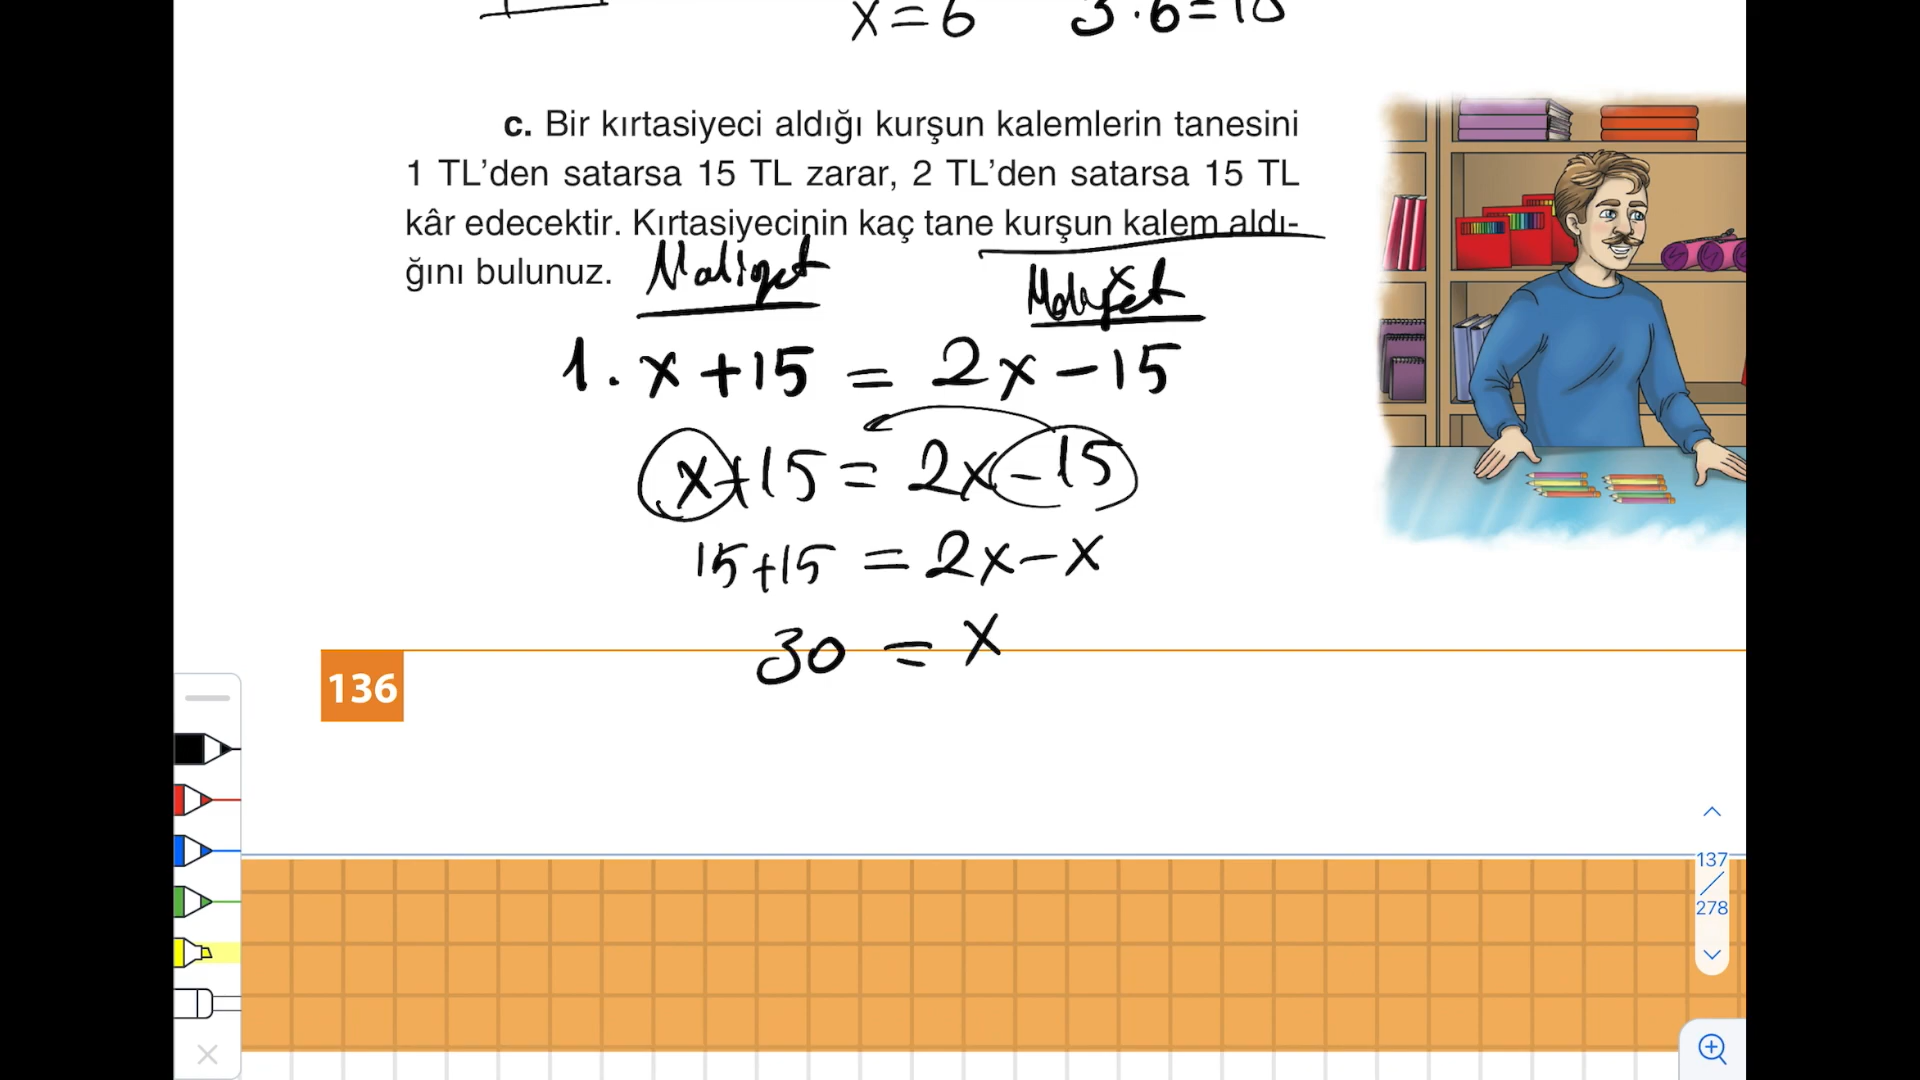 x = 6 3 · 6 = 18
c. Bir kırtasiyeci aldığı kurşun kalemlerin tanesini
1 TL’den satarsa 15 TL zarar, 2 TL’den satarsa 15 TL
kâr edecektir. Kırtasiyecinin kaç tane kurşun kalem aldı-
ğını bulunuz.
x
Maliyet Maliyet
1. x + 15 = 2x - 15
x + 15 = 2x - 15
15 + 15 = 2x - x
30 = x
136
137
278